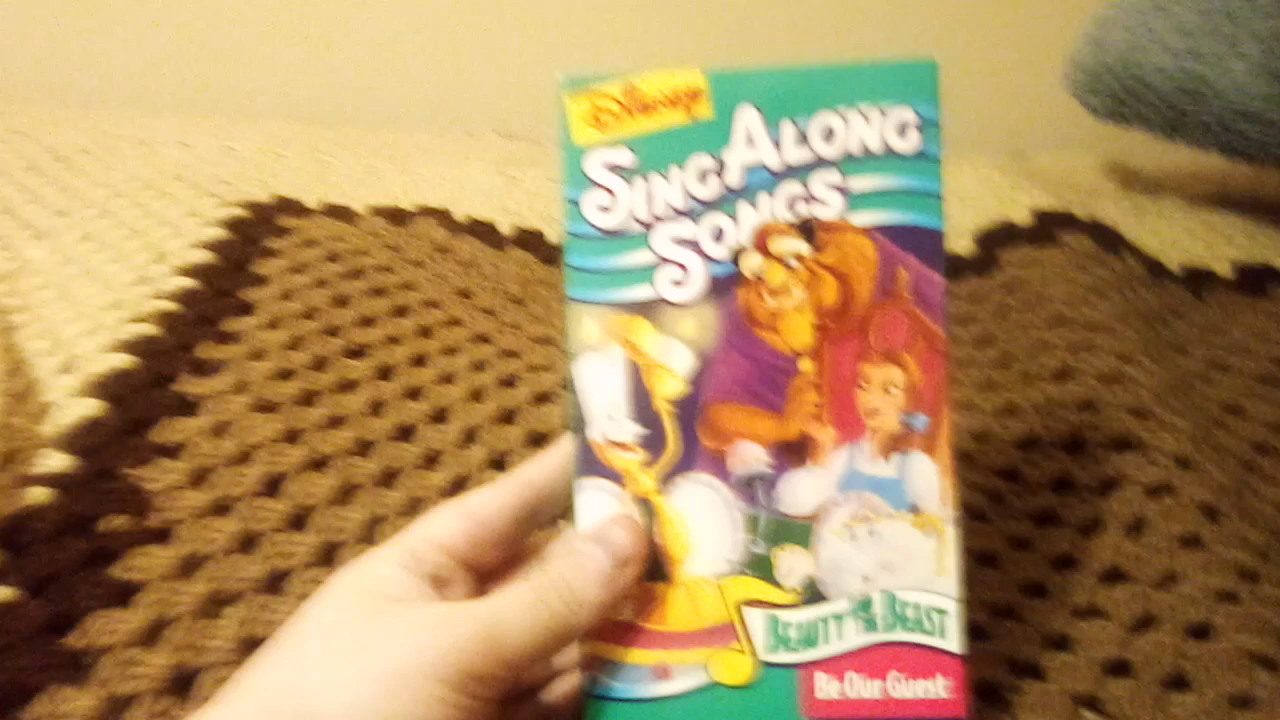 Disney
SING ALONG
SONGS
BEAUTY AND THE BEAST
Be Our Guest